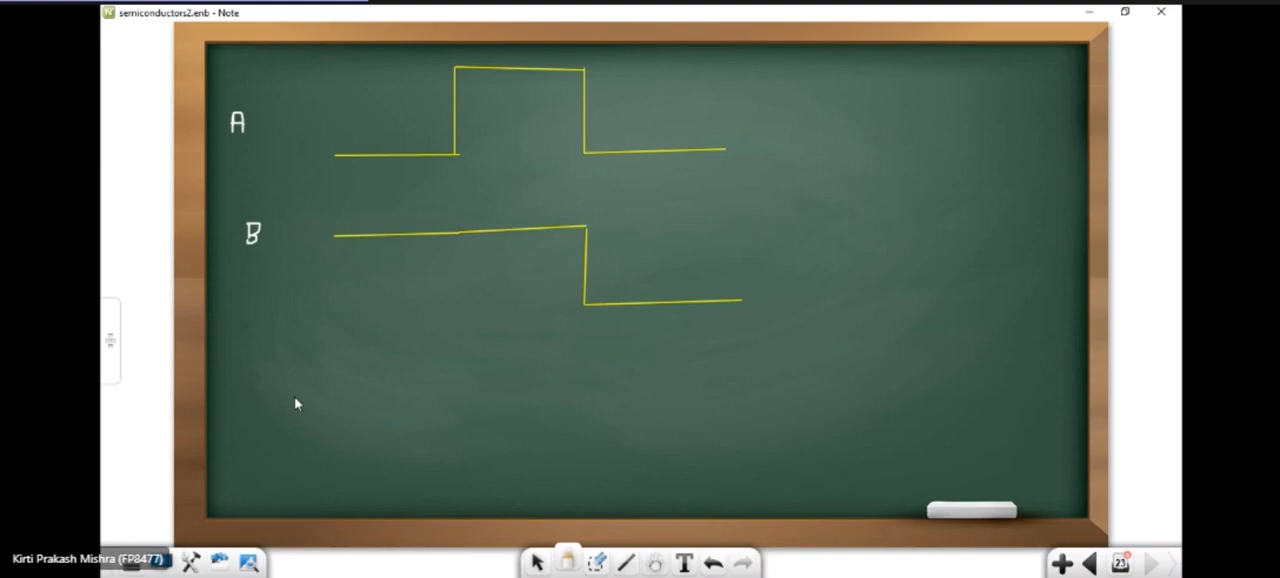 semiconductors2.enb - Note
A
B
Kirti Prakash Mishra (FP8477)
T
23